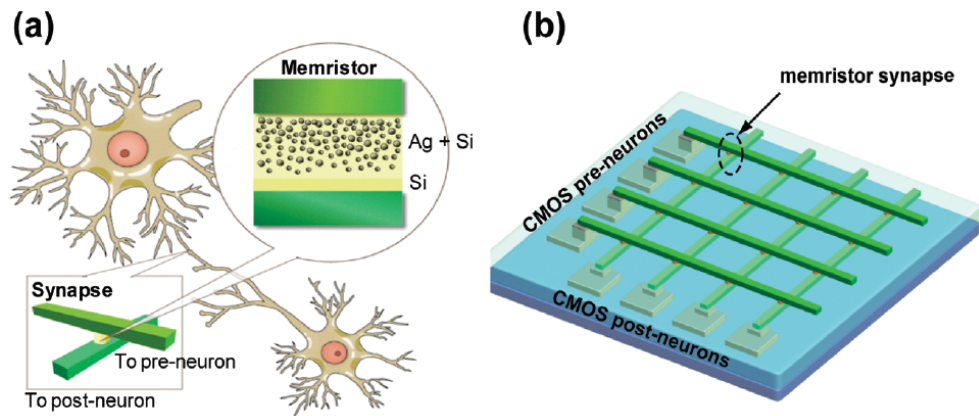 (a)
Memristor
Ag + Si
Si
Synapse
To pre-neuron
To post-neuron
(b)
memristor synapse
CMOS pre-neurons
CMOS post-neurons